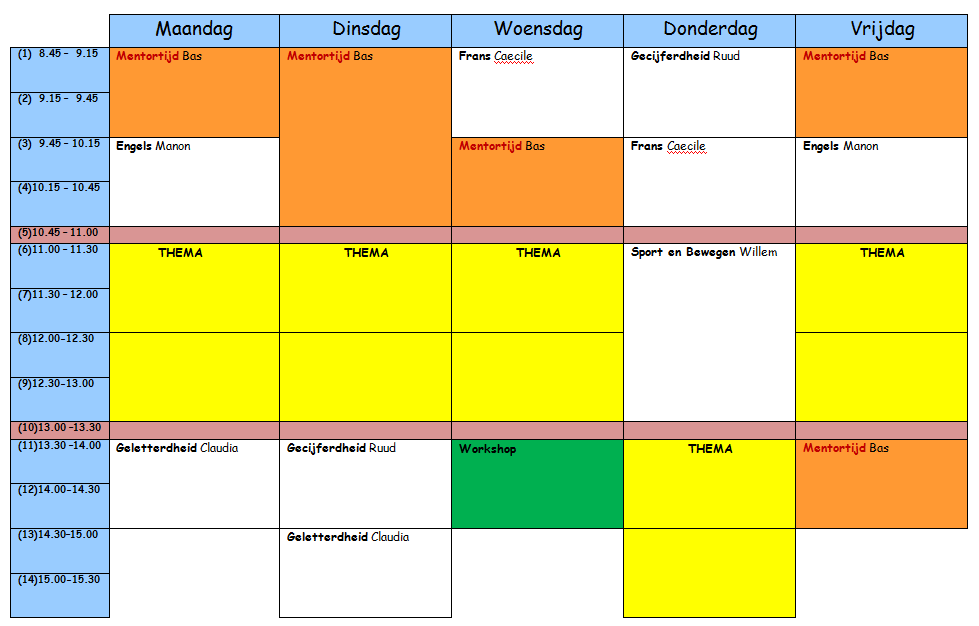 Maandag Dinsdag Woensdag Donderdag Vrijdag
(1) 8.45 – 9.15 Mentortijd Bas Mentortijd Bas Frans Caecile Gecijferdheid Ruud Mentortijd Bas
(2) 9.15 – 9.45
(3) 9.45 – 10.15 Engels Manon Mentortijd Bas Frans Caecile Engels Manon
(4)10.15 – 10.45
(5)10.45 – 11.00
(6)11.00 – 11.30 THEMA THEMA THEMA Sport en Bewegen Willem THEMA
(7)11.30 – 12.00
(8)12.00-12.30
(9)12.30-13.00
(10)13.00 –13.30
(11)13.30 –14.00 Geletterdheid Claudia Gecijferdheid Ruud Workshop THEMA Mentortijd Bas
(12)14.00-14.30
(13)14.30-15.00 Geletterdheid Claudia
(14)15.00-15.30